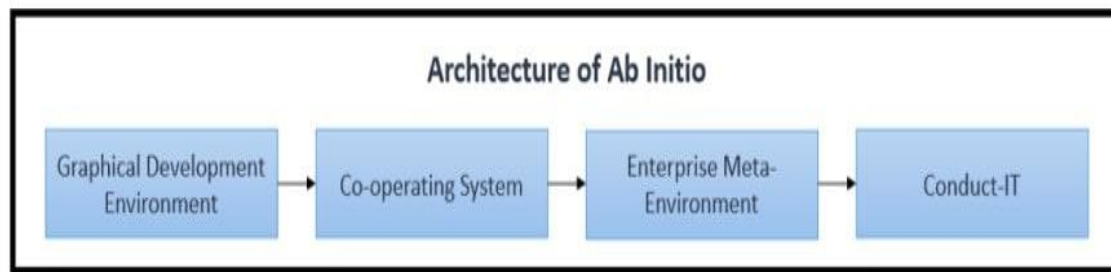 Architecture of Ab Initio
Graphical Development
Environment
Co-operating System
Enterprise Meta-
Environment
Conduct-IT